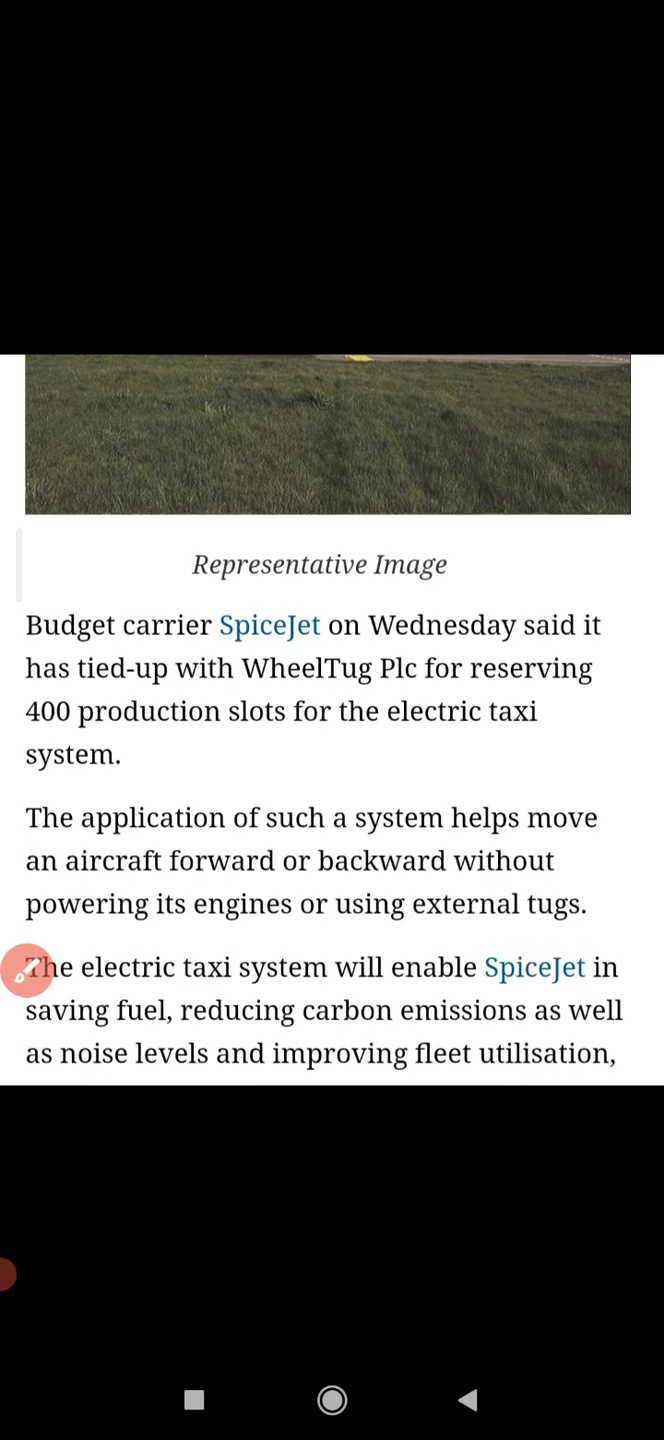 Representative Image
Budget carrier SpiceJet on Wednesday said it
has tied-up with WheelTug Plc for reserving
400 production slots for the electric taxi
system.
The application of such a system helps move
an aircraft forward or backward without
powering its engines or using external tugs.
The electric taxi system will enable SpiceJet in
saving fuel, reducing carbon emissions as well
as noise levels and improving fleet utilisation,